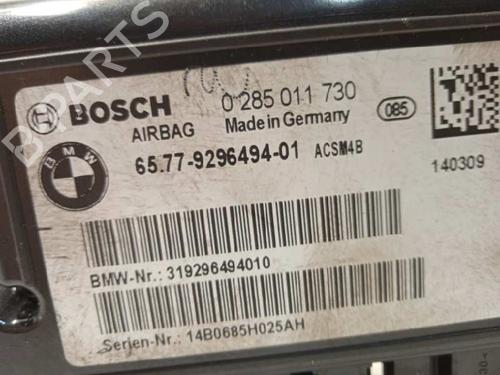 BOSCH
0 285 011 730
AIRBAG
Made in Germany
085
BMW
65.77-9296494-01 ACSM4B
140309
BMW-Nr.: 319296494010
Serien-Nr.: 14B0685H025AH
B PARTS